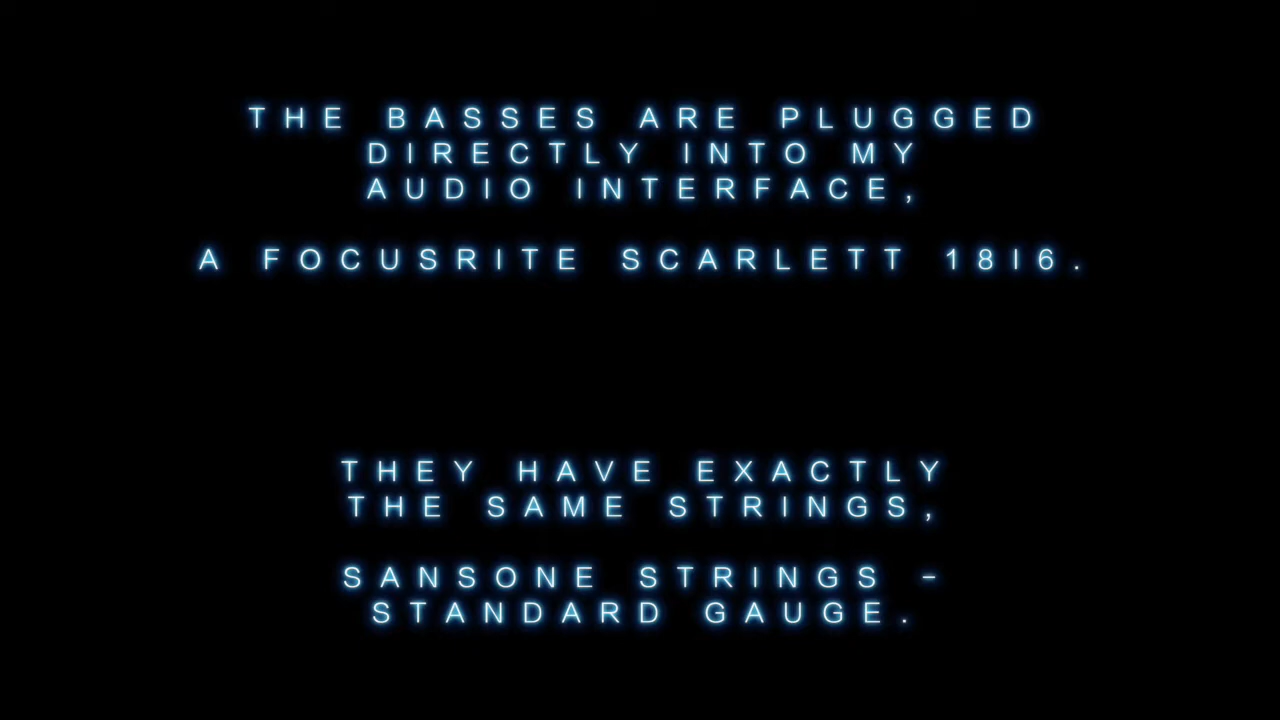 THE BASSES ARE PLUGGED
DIRECTLY INTO MY
AUDIO INTERFACE,
A FOCUSRITE SCARLETT 18I6.
THEY HAVE EXACTLY
THE SAME STRINGS,
SANSONE STRINGS -
STANDARD GAUGE.